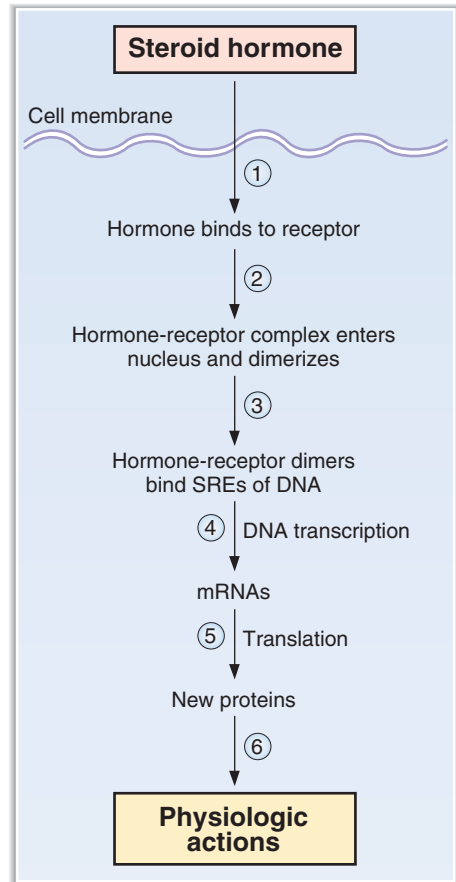 Steroid hormone
Cell membrane
1
Hormone binds to receptor
2
Hormone-receptor complex enters
nucleus and dimerizes
3
Hormone-receptor dimers
bind SREs of DNA
4 DNA transcription
mRNAs
5 Translation
New proteins
6
Physiologic
actions